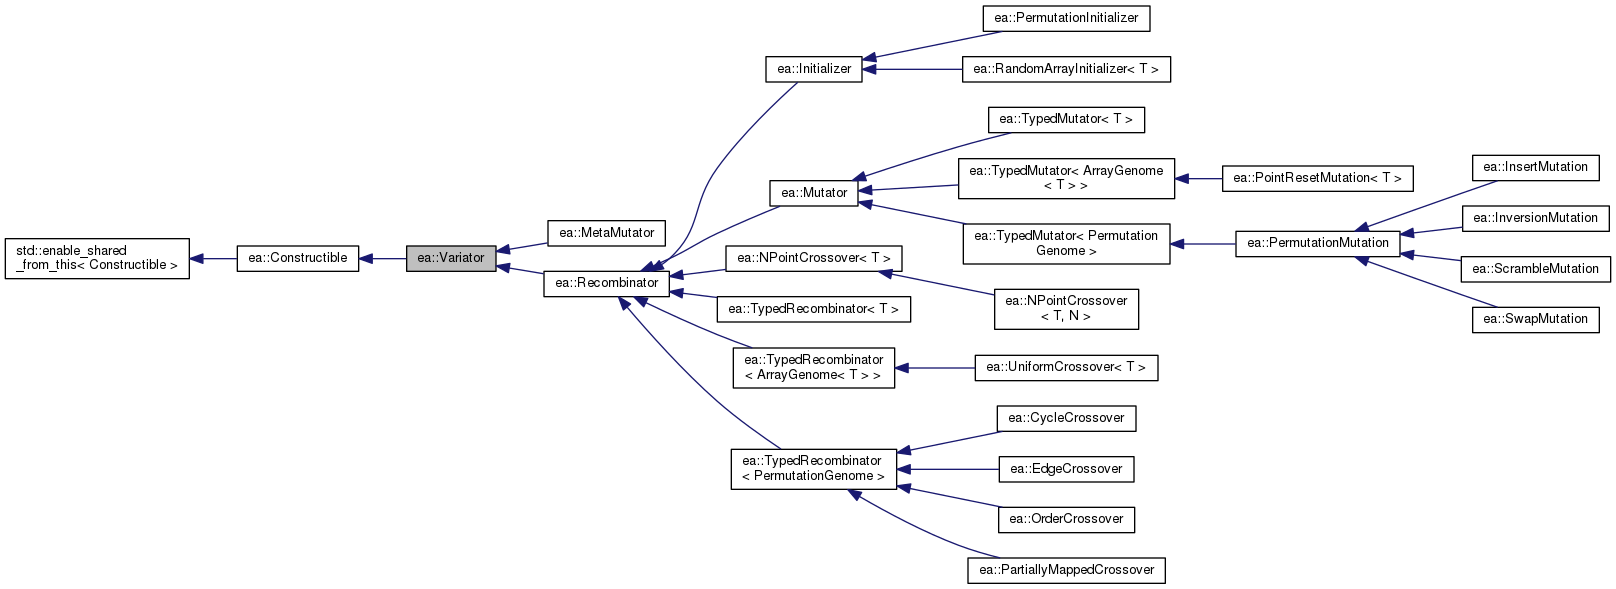 ea::PermutationInitializer
ea::Initializer
ea::RandomArrayInitializer< T >
ea::TypedMutator< T >
ea::Mutator
ea::TypedMutator< ArrayGenome
< T > >
ea::PointResetMutation< T >
ea::InsertMutation
ea::InversionMutation
ea::TypedMutator< Permutation
Genome >
ea::PermutationMutation
ea::ScrambleMutation
ea::SwapMutation
std::enable_shared
_from_this< Constructible >
ea::Constructible
ea::Variator
ea::MetaMutator
ea::Recombinator
ea::NPointCrossover< T >
ea::NPointCrossover
< T, N >
ea::TypedRecombinator< T >
ea::TypedRecombinator
< ArrayGenome< T > >
ea::UniformCrossover< T >
ea::TypedRecombinator
< PermutationGenome >
ea::CycleCrossover
ea::EdgeCrossover
ea::OrderCrossover
ea::PartiallyMappedCrossover